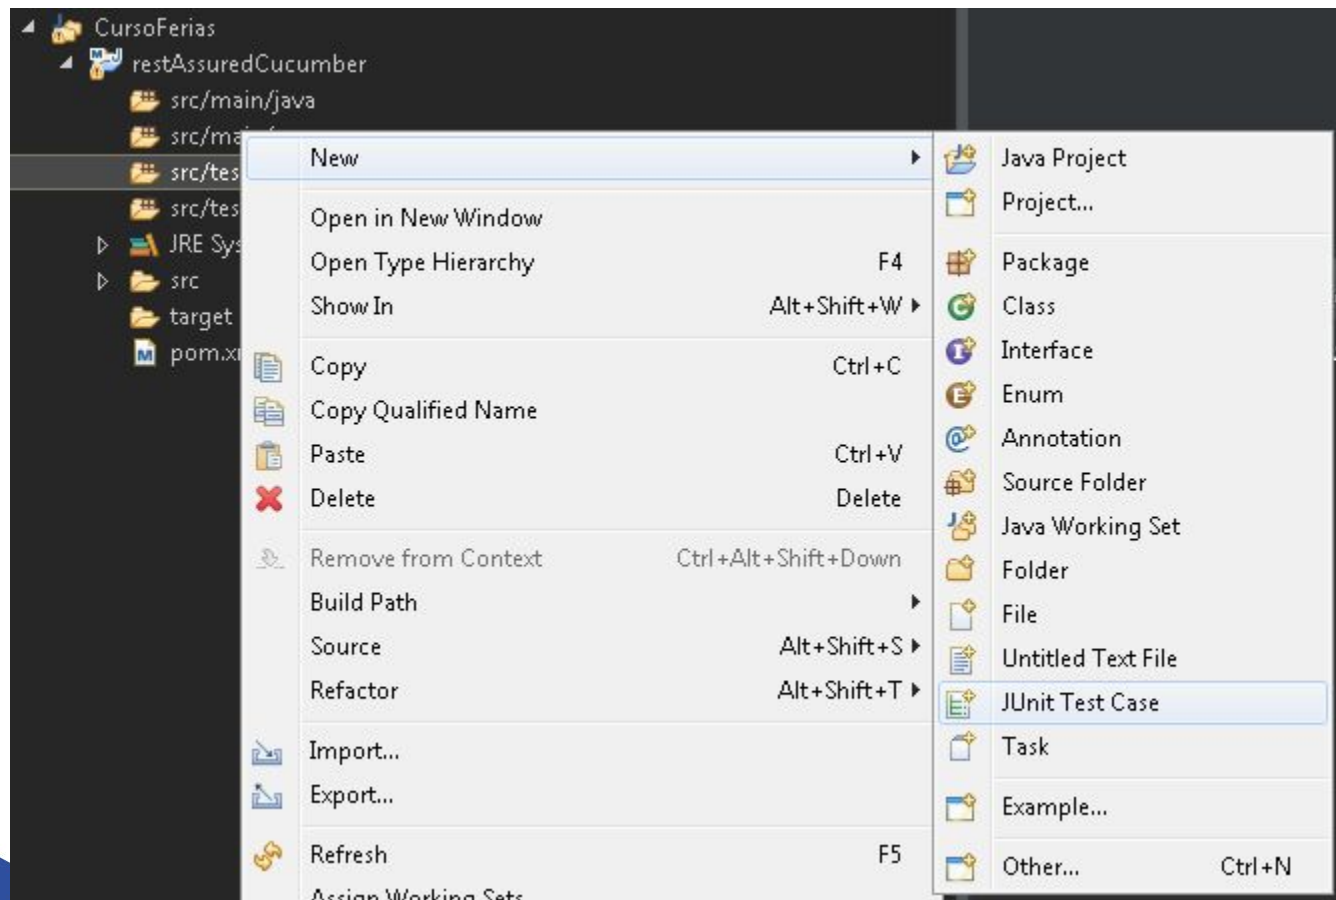 CursoFerias
restAssuredCucumber
src/main/java
src/ma
src/tes
src/tes
JRE Sys
src
target
pom.x
New
Open in New Window
Open Type Hierarchy F4
Show In Alt+Shift+W
Copy Ctrl+C
Copy Qualified Name
Paste Ctrl+V
Delete Delete
Remove from Context Ctrl+Alt+Shift+Down
Build Path
Source Alt+Shift+S
Refactor Alt+Shift+T
Import...
Export...
Refresh F5
Assign Working Sets
Java Project
Project...
Package
Class
Interface
Enum
Annotation
Source Folder
Java Working Set
Folder
File
Untitled Text File
JUnit Test Case
Task
Example...
Other... Ctrl+N